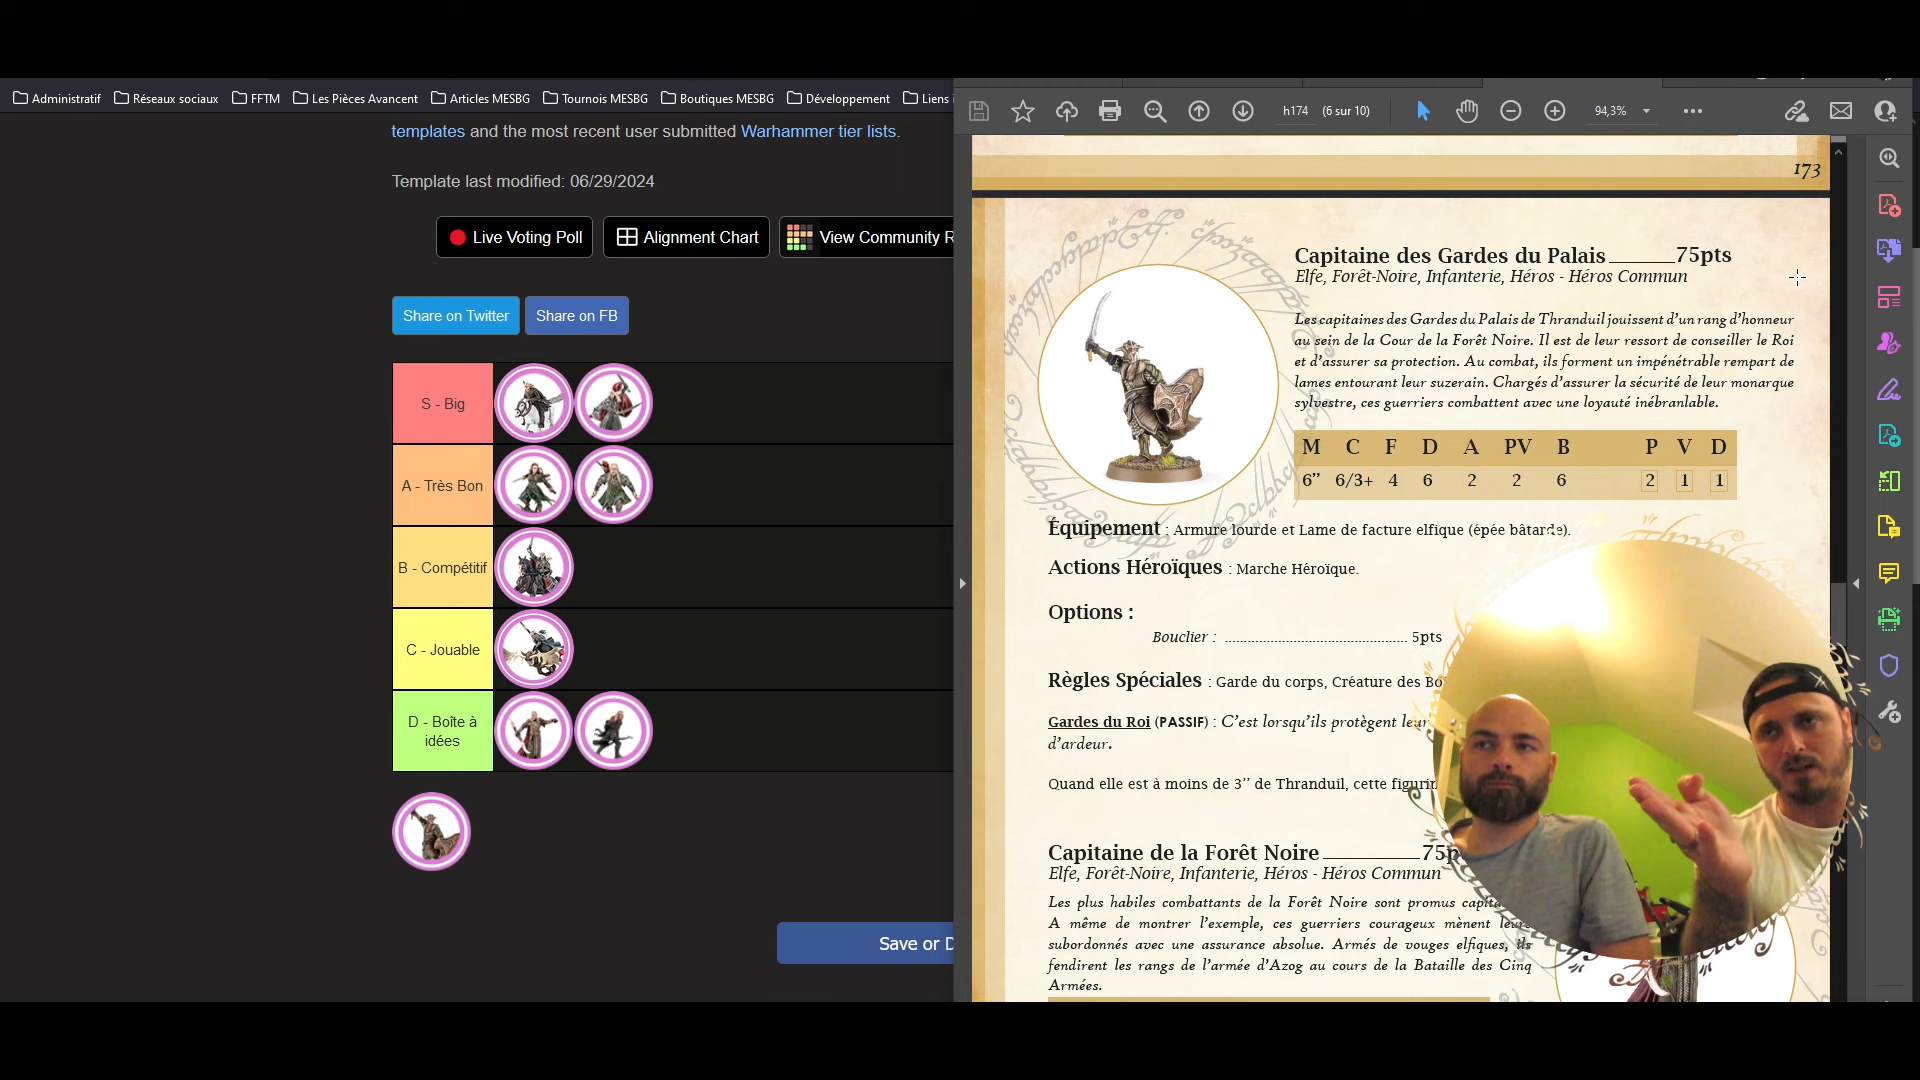 Administratif
Réseaux sociaux
FFTM
Les Pièces Avancent
Articles MESBG
Tournois MESBG
Boutiques MESBG
Développement
Liens
templates and the most recent user submitted Warhammer tier lists.
Template last modified: 06/29/2024
Live Voting Poll
Alignment Chart
View Community R
Share on Twitter
Share on FB
S - Big
A - Très Bon
B - Compétitif
C - Jouable
D - Boîte à
idées
Save or D
h174
(6 sur 10)
94,3%
173
Capitaine des Gardes du Palais 75pts
Elfe, Forêt-Noire, Infanterie, Héros - Héros Commun
Les capitaines des Gardes du Palais de Thranduil jouissent d'un rang d'honneur
au sein de la Cour de la Forêt Noire. Il est de leur ressort de conseiller le Roi
et d'assurer sa protection. Au combat, ils forment un impénétrable rempart de
lames entourant leur suzerain. Chargés d'assurer la sécurité de leur monarque
sylvestre, ces guerriers combattent avec une loyauté inébranlable.
M C F D A PV B P V D
6'' 6/3+ 4 6 2 2 6 2 1 1
Équipement : Armure lourde et Lame de facture elfique (épée bâtarde).
Actions Héroïques : Marche Héroïque.
Options :
Bouclier : .................................................. 5pts
Règles Spéciales : Garde du corps, Créature des Bo
Gardes du Roi (PASSIF) : C'est lorsqu'ils protègent leur
d'ardeur.
Quand elle est à moins de 3'' de Thranduil, cette figurin
Capitaine de la Forêt Noire 75p
Elfe, Forêt-Noire, Infanterie, Héros - Héros Commun
Les plus habiles combattants de la Forêt Noire sont promus capit
A même de montrer l'exemple, ces guerriers courageux mènent leurs
subordonnés avec une assurance absolue. Armés de vouges elfiques, ils
fendirent les rangs de l'armée d'Azog au cours de la Bataille des Cinq
Armées.